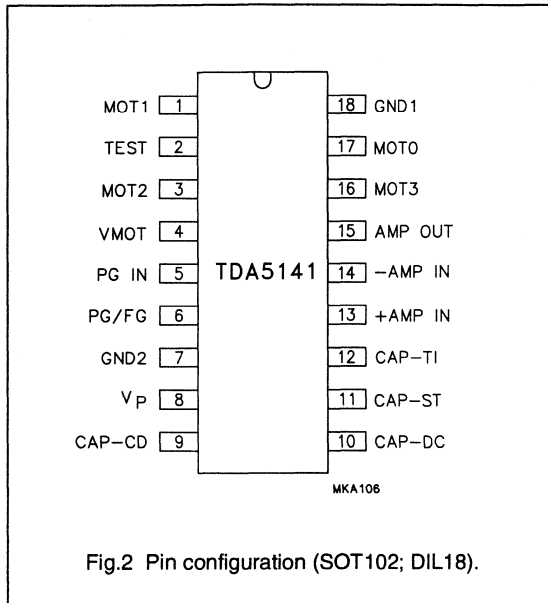 MOT1 1 18 GND1
TEST 2 17 MOT0
MOT2 3 16 MOT3
VMOT 4 15 AMP OUT
PG IN 5 TDA5141 14 -AMP IN
PG/FG 6 13 +AMP IN
GND2 7 12 CAP-TI
VP 8 11 CAP-ST
CAP-CD 9 10 CAP-DC
MKA106
Fig.2 Pin configuration (SOT102; DIL18).